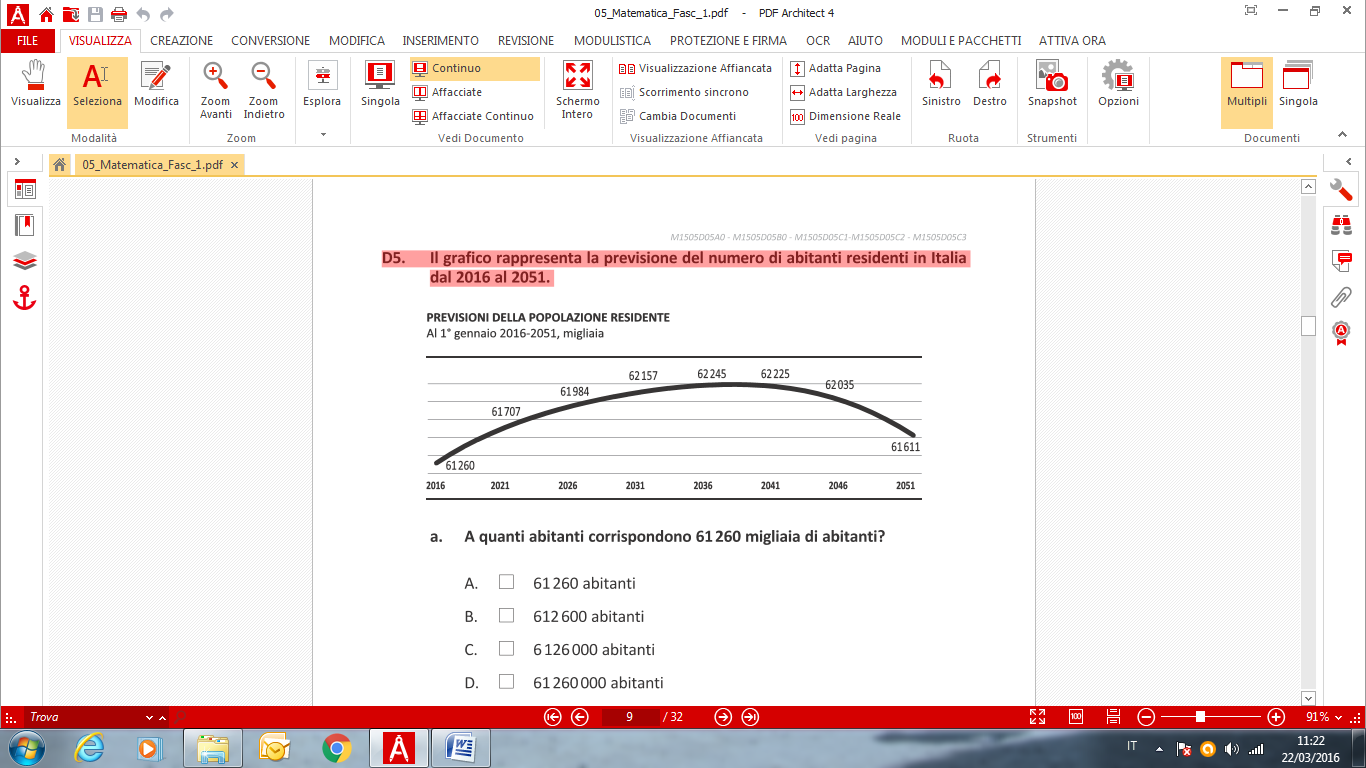 05_Matematica_Fasc_1.pdf - PDF Architect 4
FILE VISUALIZZA CREAZIONE CONVERSIONE MODIFICA INSERIMENTO REVISIONE MODULISTICA PROTEZIONE E FIRMA OCR AIUTO MODULI E PACCHETTI ATTIVA ORA
Visualizza Seleziona Modifica
Modalità
Zoom Avanti
Zoom Indietro
Zoom
Esplora
Singola
Continuo
Affacciate
Affacciate Continuo
Vedi Documento
Schermo Intero
Visualizzazione Affiancata
Scorrimento sincrono
Cambia Documenti
Visualizzazione Affiancata
Adatta Pagina
Adatta Larghezza
100 Dimensione Reale
Vedi pagina
Sinistro Destro
Ruota
Snapshot
Strumenti
Opzioni
Multipli Singola
Documenti
05_Matematica_Fasc_1.pdf
M1505D05A0 - M1505D05B0 - M1505D05C1-M1505D05C2 - M1505D05C3
D5. Il grafico rappresenta la previsione del numero di abitanti residenti in Italia
dal 2016 al 2051.
PREVISIONI DELLA POPOLAZIONE RESIDENTE
Al 1° gennaio 2016-2051, migliaia
61 260
61 707
61 984
62 157
62 245
62 225
62 035
61 611
2016 2021 2026 2031 2036 2041 2046 2051
a. A quanti abitanti corrispondono 61 260 migliaia di abitanti?
A. 61 260 abitanti
B. 612 600 abitanti
C. 6 126 000 abitanti
D. 61 260 000 abitanti
Trova
9 / 32
100
91%
IT
11:22
22/03/2016